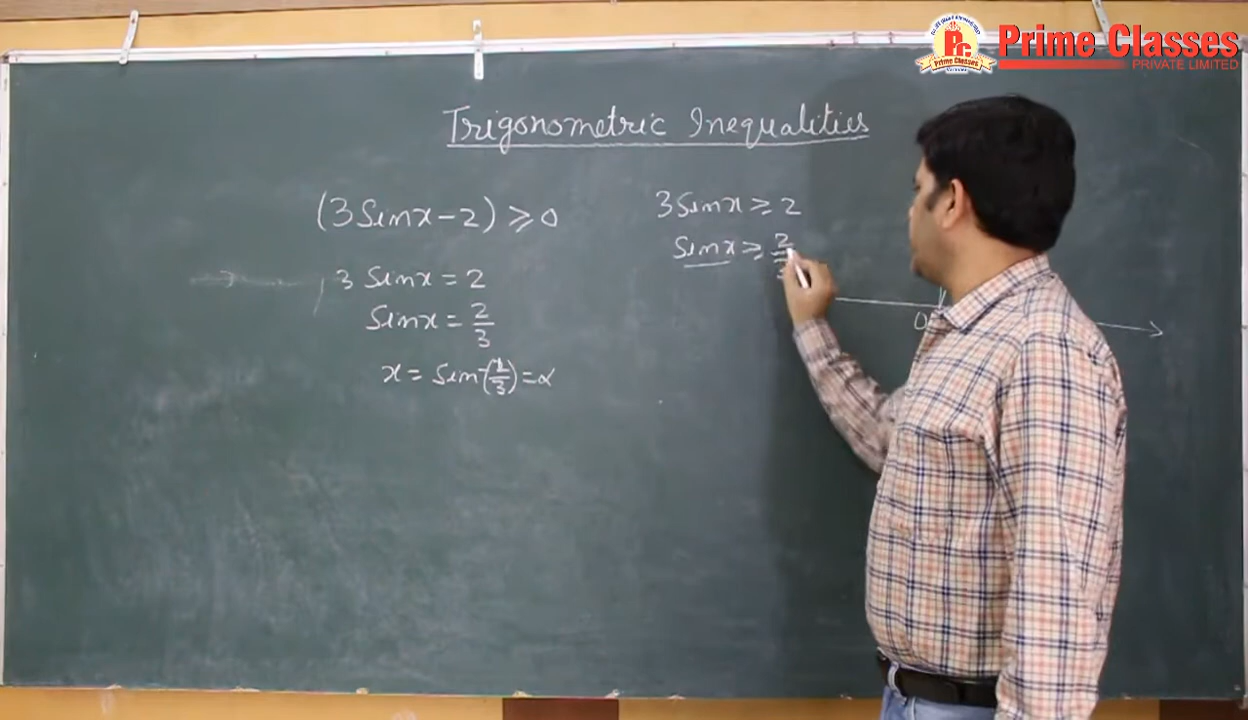 Prime Classes
PRIVATE LIMITED
Trigonometric Inequalities
(3 Sinx - 2) ≥ 0
3 Sinx = 2
Sinx = 2/3
x = Sin⁻¹(2/3) = α
3 Sinx ≥ 2
Sinx ≥ 2/3